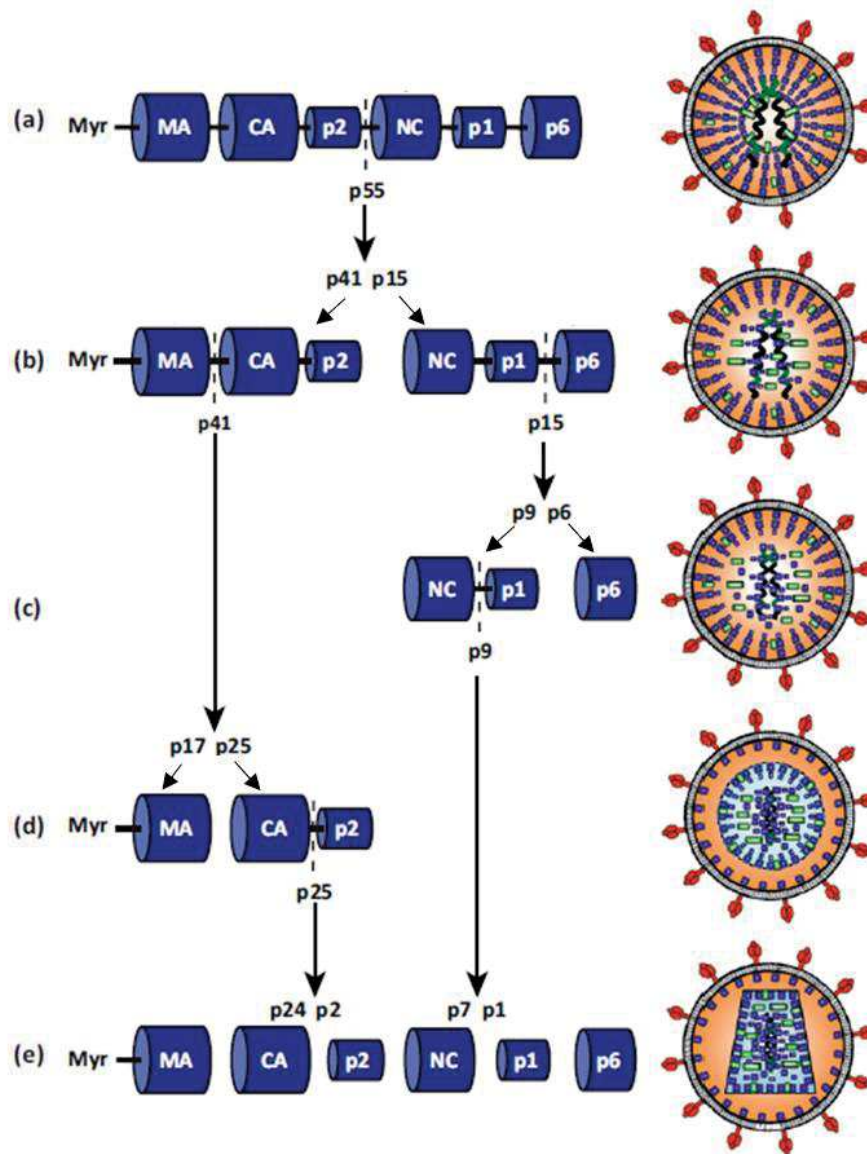 (a) Myr MA CA p2 NC p1 p6
p55
p41 p15
(b) Myr MA CA p2 NC p1 p6
p41 p15
p9 p6
(c) NC p1 p6
p9
p17 p25
(d) Myr MA CA p2
p25
p24 p2 p7 p1
(e) Myr MA CA p2 NC p1 p6